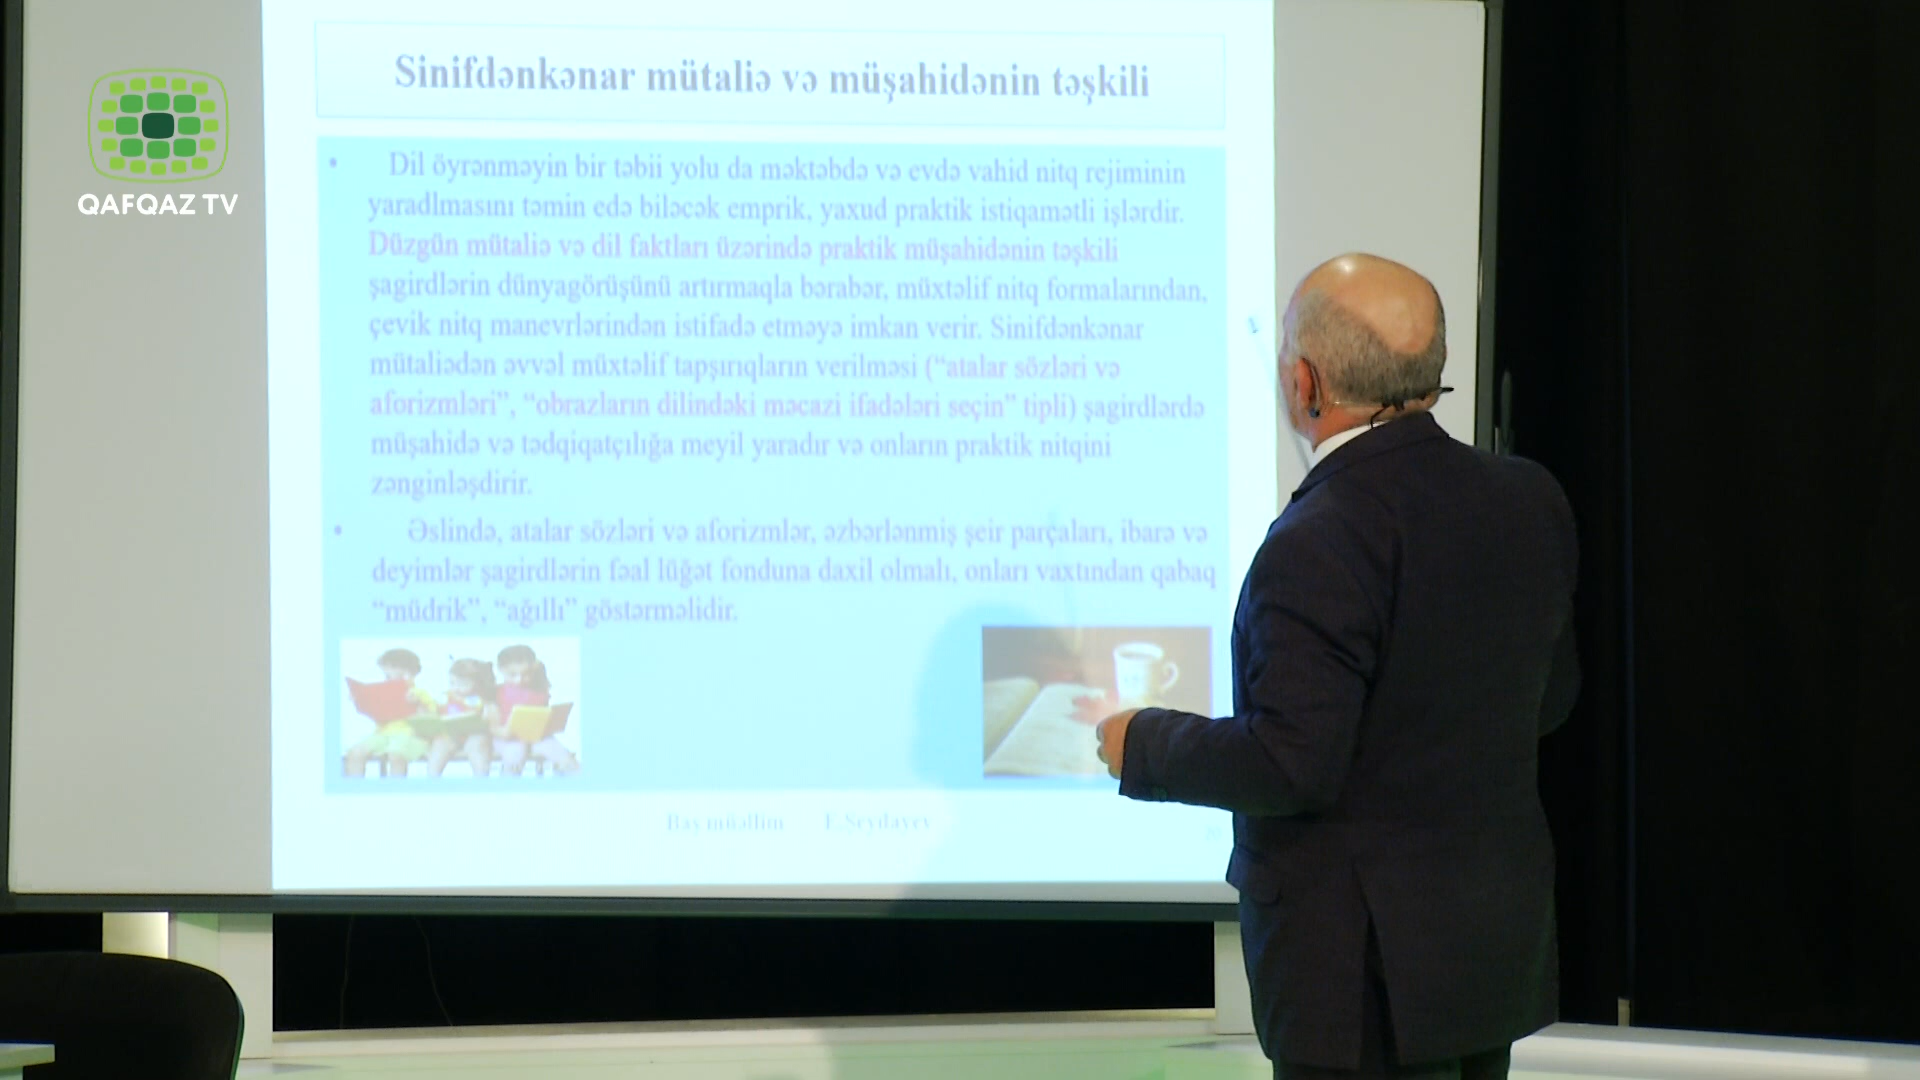 QAFQAZ TV
Sinifdənkənar mütaliə və müşahidənin təşkili
• Dil öyrənməyin bir təbii yolu da məktəbdə və evdə vahid nitq rejiminin
yaradlmasını təmin edə biləcək emprik, yaxud praktik istiqamətli işlərdir.
Düzgün mütaliə və dil faktları üzərində praktik müşahidənin təşkili
şagirdlərin dünyagörüşünü artırmaqla bərabər, müxtəlif nitq formalarından,
çevik nitq manevrlərindən istifadə etməyə imkan verir. Sinifdənkənar
mütaliədən əvvəl müxtəlif tapşırıqların verilməsi (“atalar sözləri və
aforizmləri”, “obrazların dilindəki məcazi ifadələri seçin” tipli) şagirdlərdə
müşahidə və tədqiqatçılığa meyil yaradır və onların praktik nitqini
zənginləşdirir.
• Əslində, atalar sözləri və aforizmlər, əzbərlənmiş şeir parçaları, ibarə və
deyimlər şagirdlərin fəal lüğət fonduna daxil olmalı, onları vaxtından qabaq
“müdrik”, “ağıllı” göstərməlidir.
Baş müəllim